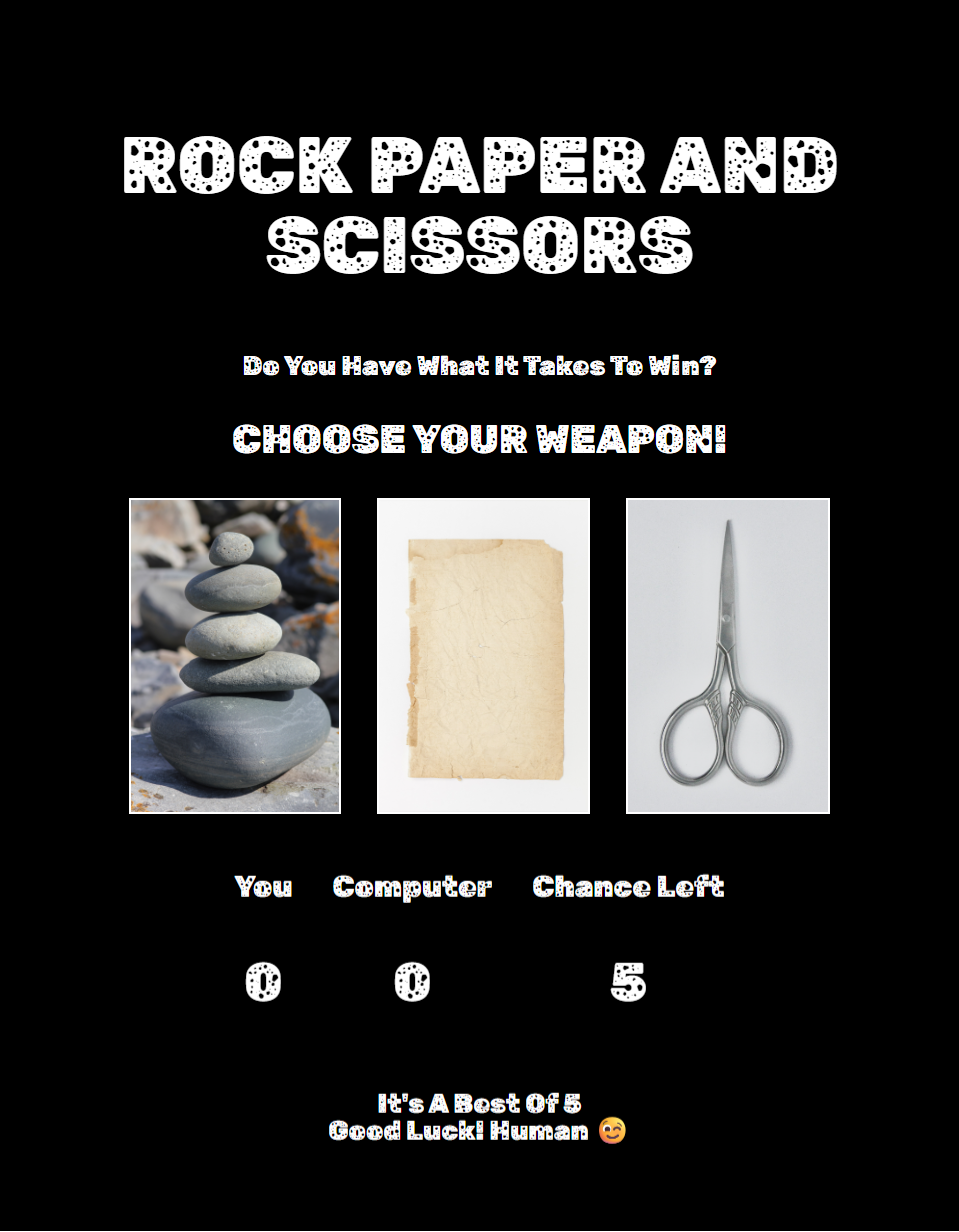 ROCK PAPER AND
SCISSORS
Do You Have What It Takes To Win?
CHOOSE YOUR WEAPON!
You Computer Chance Left
0 0 5
It's A Best Of 5
Good Luck! Human 😉